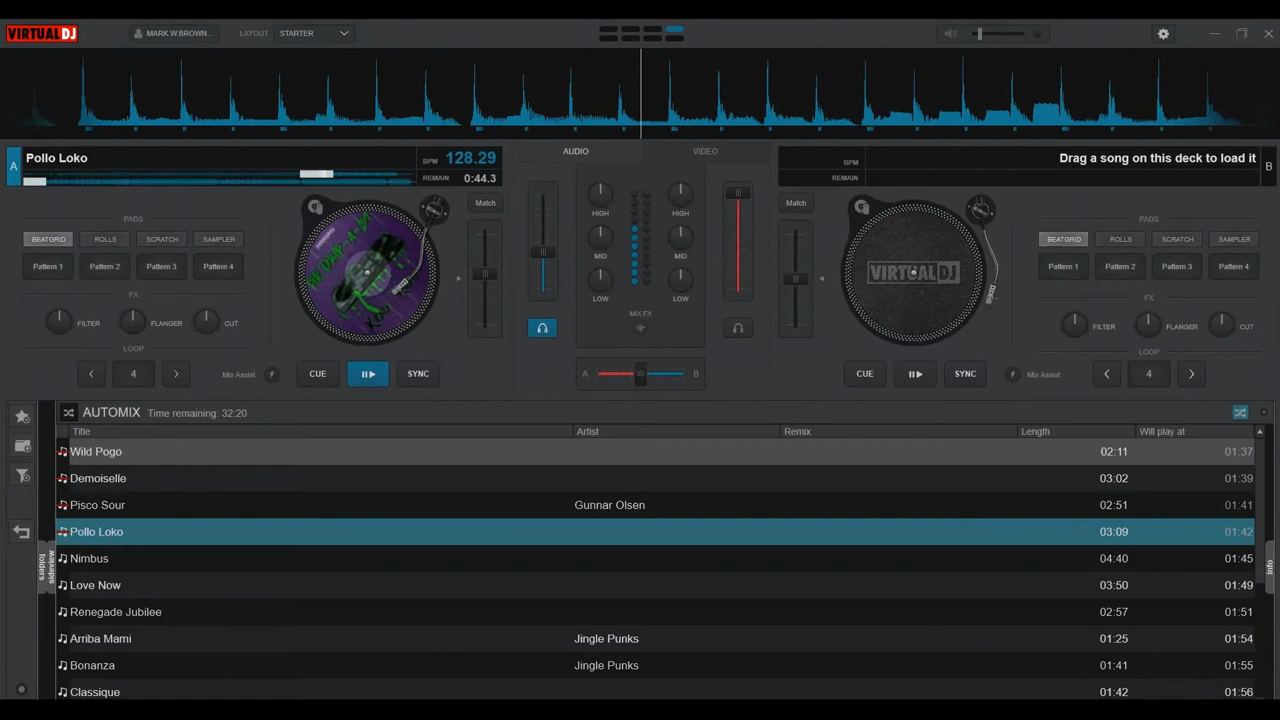 VIRTUALDJ
MARK W.BROWN...
LAYOUT
STARTER
A
Pollo Loko
BPM
128.29
REMAIN
0:44.3
AUDIO
VIDEO
BPM
REMAIN
Drag a song on this deck to load it
B
PADS
BEATGRID
ROLLS
SCRATCH
SAMPLER
Pattern 1
Pattern 2
Pattern 3
Pattern 4
FX
FILTER
FLANGER
CUT
LOOP
4
Mix Assist
CUE
SYNC
Match
HIGH
MID
LOW
HIGH
MID
LOW
MIX FX
A
B
Match
VIRTUALDJ
PADS
BEATGRID
ROLLS
SCRATCH
SAMPLER
Pattern 1
Pattern 2
Pattern 3
Pattern 4
FX
FILTER
FLANGER
CUT
LOOP
CUE
SYNC
Mix Assist
4
AUTOMIX Time remaining: 32:20
Title Artist Remix Length Will play at
Wild Pogo 02:11 01:37
Demoiselle 03:02 01:39
Pisco Sour Gunnar Olsen 02:51 01:41
Pollo Loko 03:09 01:42
Nimbus 04:40 01:45
Love Now 03:50 01:49
Renegade Jubilee 02:57 01:51
Arriba Mami Jingle Punks 01:25 01:54
Bonanza Jingle Punks 01:41 01:55
Classique 01:42 01:56
folders
sideview
info